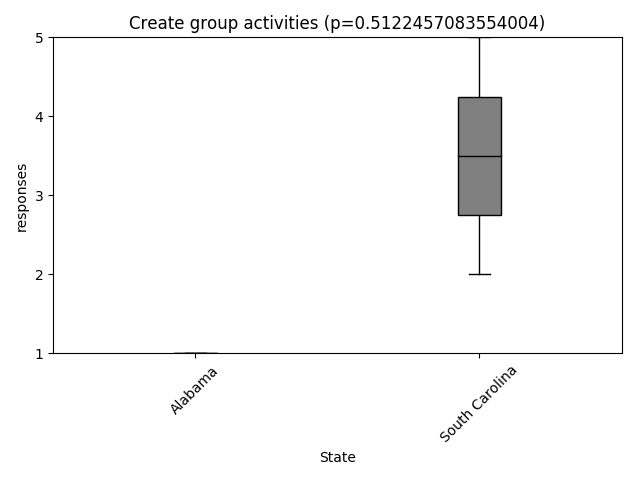 Create group activities (p=0.5122457083554004)
5
4
3
2
1
responses
Alabama
South Carolina
State